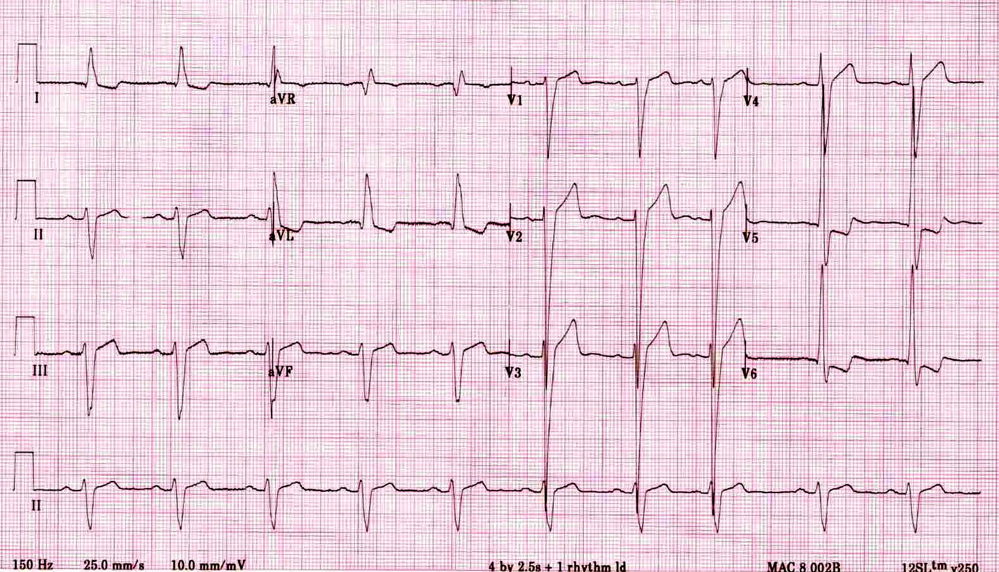 I aVR V1 V4
II aVL V2 V5
III aVF V3 V6
II
150 Hz 25.0 mm/s 10.0 mm/mV 4 by 2.5s + 1 rhythm ld MAC 8 002B 12SLtm v250